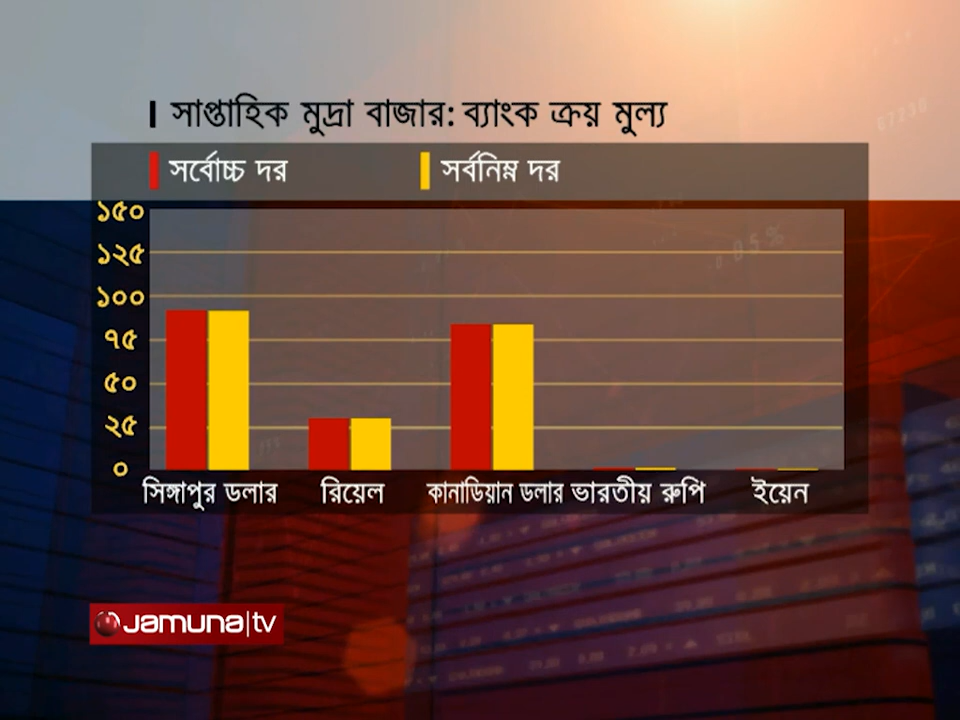 সাপ্তাহিক মুদ্রা বাজার: ব্যাংক ক্রয় মুল্য
সর্বোচ্চ দর সর্বনিম্ন দর
১৫০
১২৫
১০০
৭৫
৫০
২৫
০
সিঙ্গাপুর ডলার রিয়েল কানাডিয়ান ডলার ভারতীয় রুপি ইয়েন
JAMUNA|tv